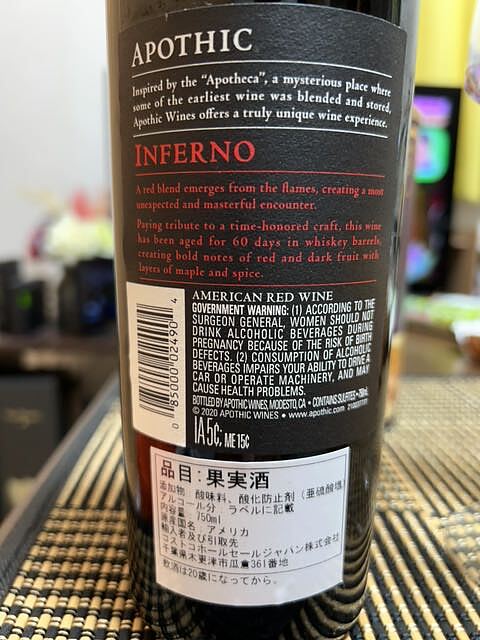 APOTHIC
Inspired by the "Apotheca", a mysterious place where
some of the earliest wine was blended and stored,
Apothic Wines offers a truly unique wine experience.
INFERNO
A red blend emerges from the flames, creating a most
unexpected and masterful encounter.
Paying tribute to a time-honored craft, this wine
has been aged for 60 days in whiskey barrels,
creating bold notes of red and dark fruit with
layers of maple and spice.
AMERICAN RED WINE
GOVERNMENT WARNING: (1) ACCORDING TO THE
SURGEON GENERAL, WOMEN SHOULD NOT
DRINK ALCOHOLIC BEVERAGES DURING
PREGNANCY BECAUSE OF THE RISK OF BIRTH
DEFECTS. (2) CONSUMPTION OF ALCOHOLIC
BEVERAGES IMPAIRS YOUR ABILITY TO DRIVE A
CAR OR OPERATE MACHINERY, AND MAY
CAUSE HEALTH PROBLEMS.
BOTTLED BY APOTHIC WINES, MODESTO, CA • CONTAINS SULFITES • 750mL
© 2020 APOTHIC WINES • www.apothic.com
IA 5¢, ME 15¢
0 85000 02490 4
品目:果実酒
添加物 酸味料、酸化防止剤(亜硫酸塩)
アルコール分:ラベルに記載
内容量 750ml
原産国名 アメリカ
輸入者及び引取先
コストコホールセールジャパン株式会社
千葉県木更津市瓜倉361番地
飲酒は20歳になってから。